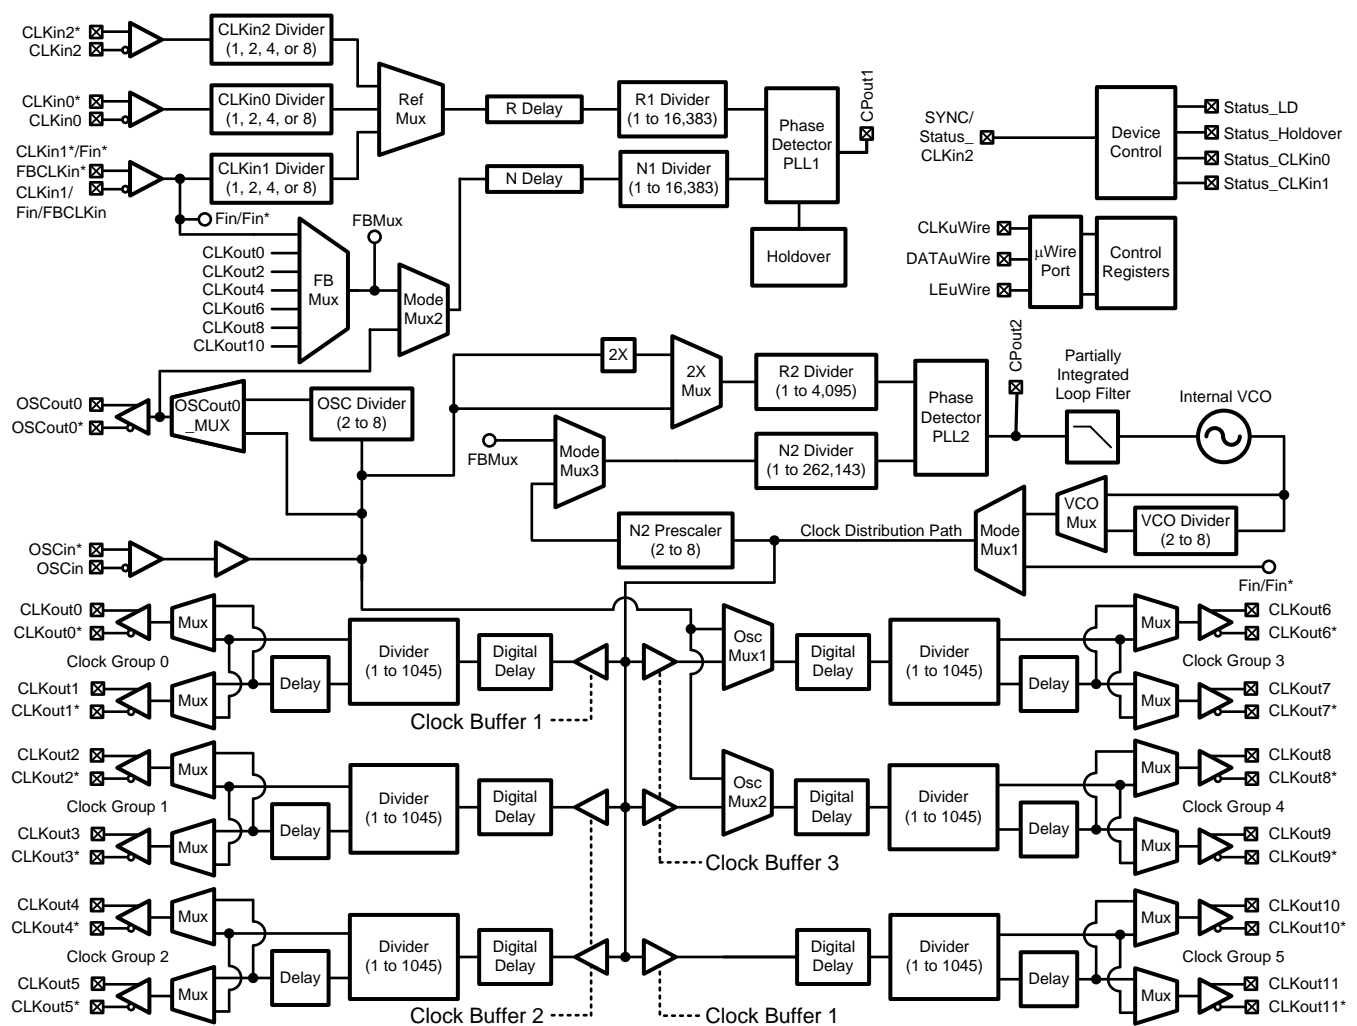 CLKin2*
CLKin2
CLKin2 Divider
(1, 2, 4, or 8)
CLKin0*
CLKin0
CLKin0 Divider
(1, 2, 4, or 8)
CLKin1*/Fin*
FBCLKin*
CLKin1/
Fin/FBCLKin
CLKin1 Divider
(1, 2, 4, or 8)
Ref
Mux
R Delay
R1 Divider
(1 to 16,383)
N Delay
N1 Divider
(1 to 16,383)
Phase
Detector
PLL1
CPout1
Holdover
SYNC/
Status_
CLKin2
Device
Control
Status_LD
Status_Holdover
Status_CLKin0
Status_CLKin1
CLKuWire
DATAuWire
LEuWire
µWire
Port
Control
Registers
Fin/Fin*
FBMux
CLKout0
CLKout2
CLKout4
CLKout6
CLKout8
CLKout10
FB
Mux
Mode
Mux2
2X
2X
Mux
R2 Divider
(1 to 4,095)
Phase
Detector
PLL2
CPout2
Partially
Integrated
Loop Filter
Internal VCO
OSCout0
OSCout0*
OSCout0
_MUX
OSC Divider
(2 to 8)
FBMux
Mode
Mux3
N2 Divider
(1 to 262,143)
N2 Prescaler
(2 to 8)
Clock Distribution Path
Mode
Mux1
VCO
Mux
VCO Divider
(2 to 8)
Fin/Fin*
OSCin*
OSCin
CLKout0
CLKout0*
Mux
Clock Group 0
CLKout1
CLKout1*
Mux
Delay
Divider
(1 to 1045)
Digital
Delay
Clock Buffer 1
Osc
Mux1
Digital
Delay
Divider
(1 to 1045)
Delay
Mux
Mux
CLKout6
CLKout6*
Clock Group 3
CLKout7
CLKout7*
CLKout2
CLKout2*
Mux
Clock Group 1
CLKout3
CLKout3*
Mux
Delay
Divider
(1 to 1045)
Digital
Delay
Osc
Mux2
Clock Buffer 3
Digital
Delay
Divider
(1 to 1045)
Delay
Mux
Mux
CLKout8
CLKout8*
Clock Group 4
CLKout9
CLKout9*
CLKout4
CLKout4*
Mux
Clock Group 2
CLKout5
CLKout5*
Mux
Delay
Divider
(1 to 1045)
Digital
Delay
Clock Buffer 2
Clock Buffer 1
Digital
Delay
Divider
(1 to 1045)
Delay
Mux
Mux
CLKout10
CLKout10*
Clock Group 5
CLKout11
CLKout11*